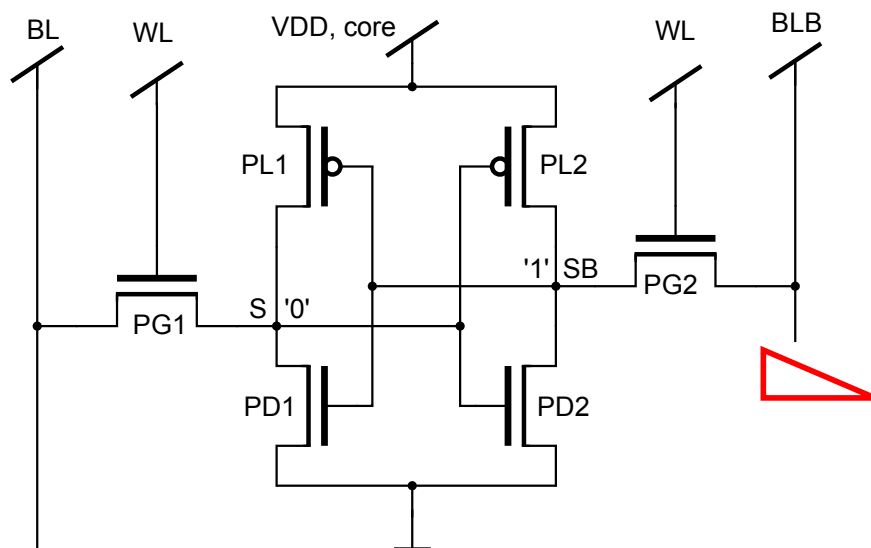 BL
WL
VDD, core
WL
BLB
PL1
PL2
'1' SB
PG2
S '0'
PG1
PD1
PD2